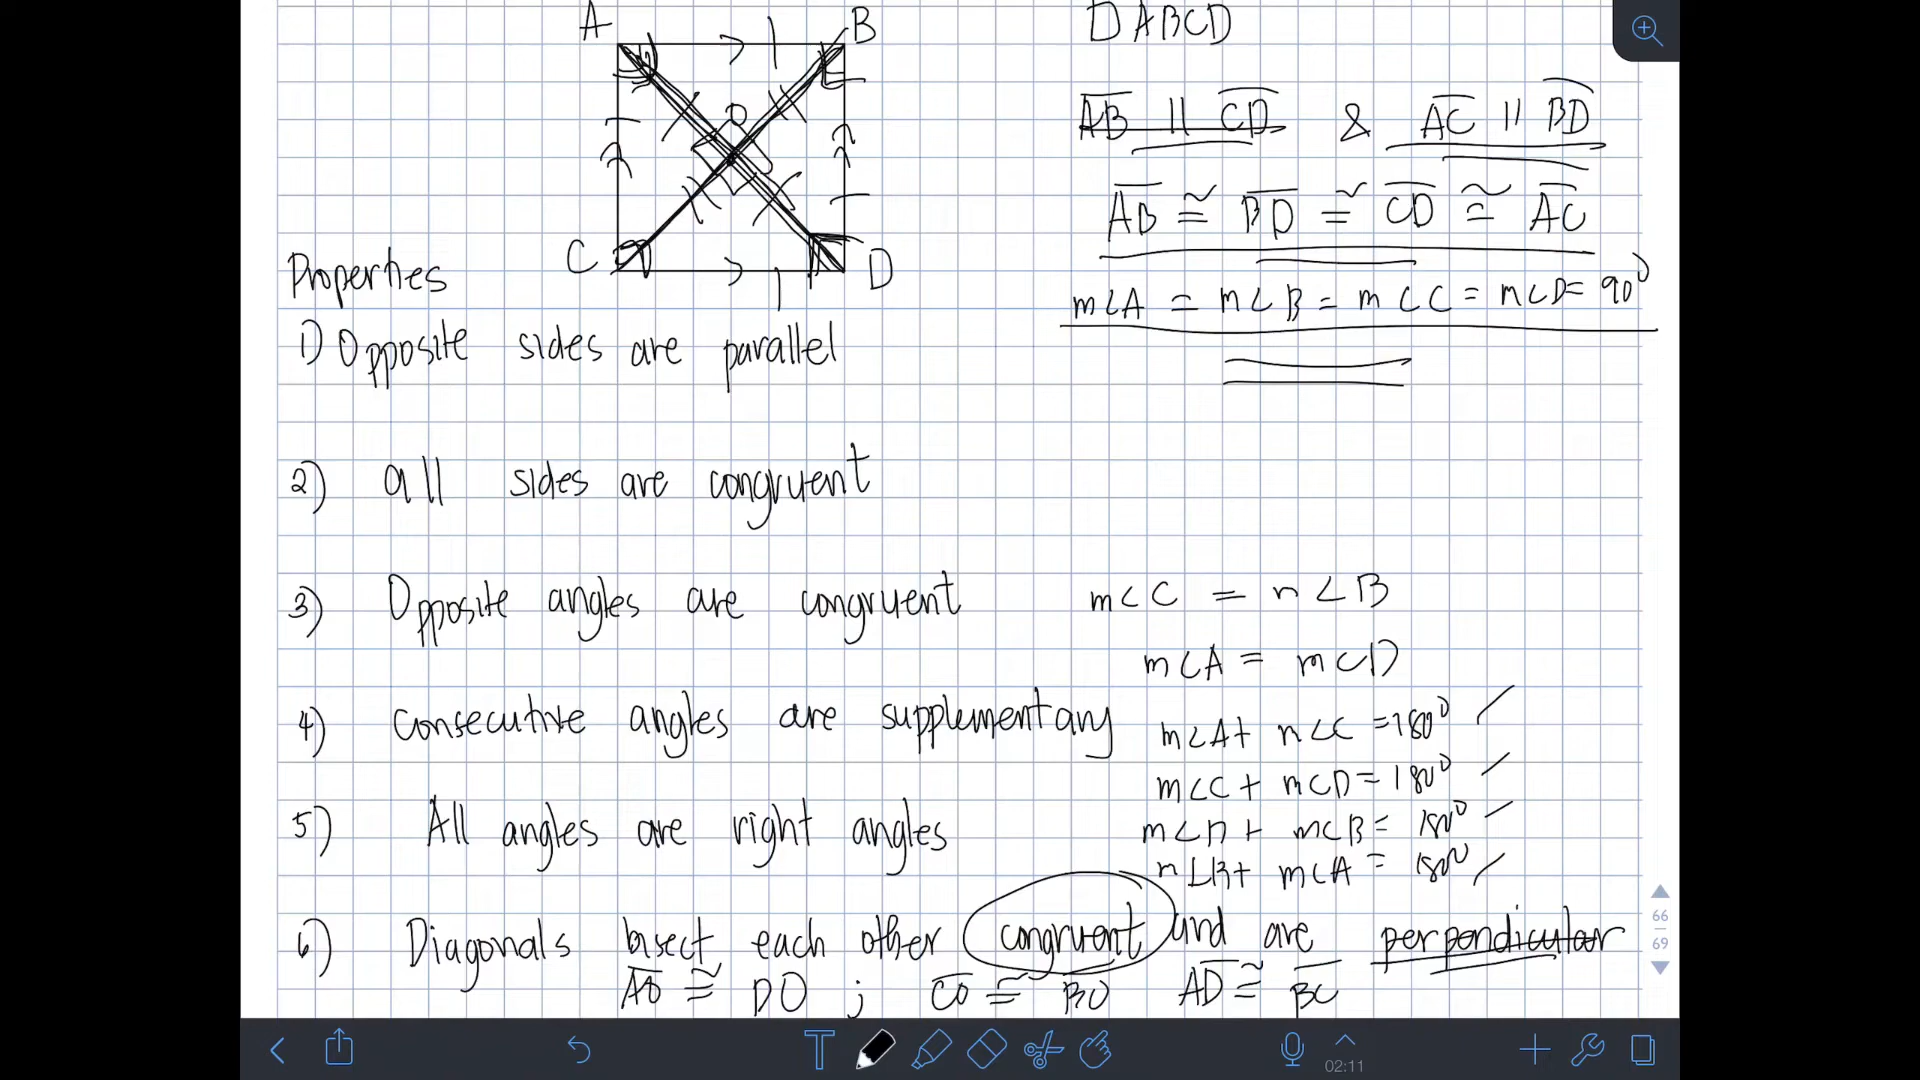 A B
□ ABCD
AB || CD & AC || BD
O
AB ≅ BD ≅ CD ≅ AC
C D
Properties
m∠A = m∠B = m∠C = m∠D = 90°
1) Opposite sides are parallel
2) all sides are congruent
3) Opposite angles are congruent
m∠C = m∠B
m∠A = m∠D
4) Consecutive angles are supplementary
m∠A + m∠C = 180°
m∠C + m∠D = 180°
5) All angles are right angles
m∠D + m∠B = 180°
m∠B + m∠A = 180°
6) Diagonals bisect each other congruent and are perpendicular
AO ≅ DO ; CO ≅ BO AD ≅ BC
66
69
T
02:11